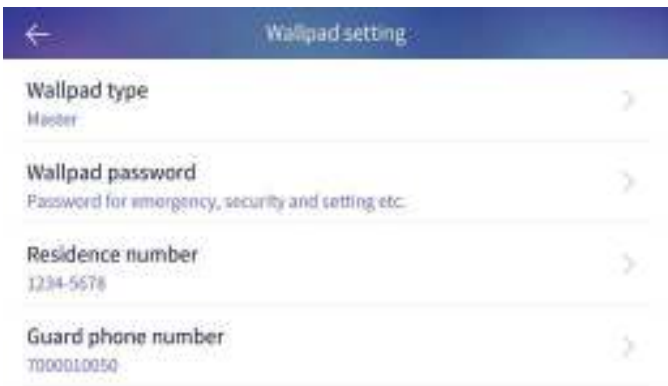 Wallpad setting
Wallpad type
Master
Wallpad password
Password for emergency, security and setting etc.
Residence number
1234-5678
Guard phone number
7000010050